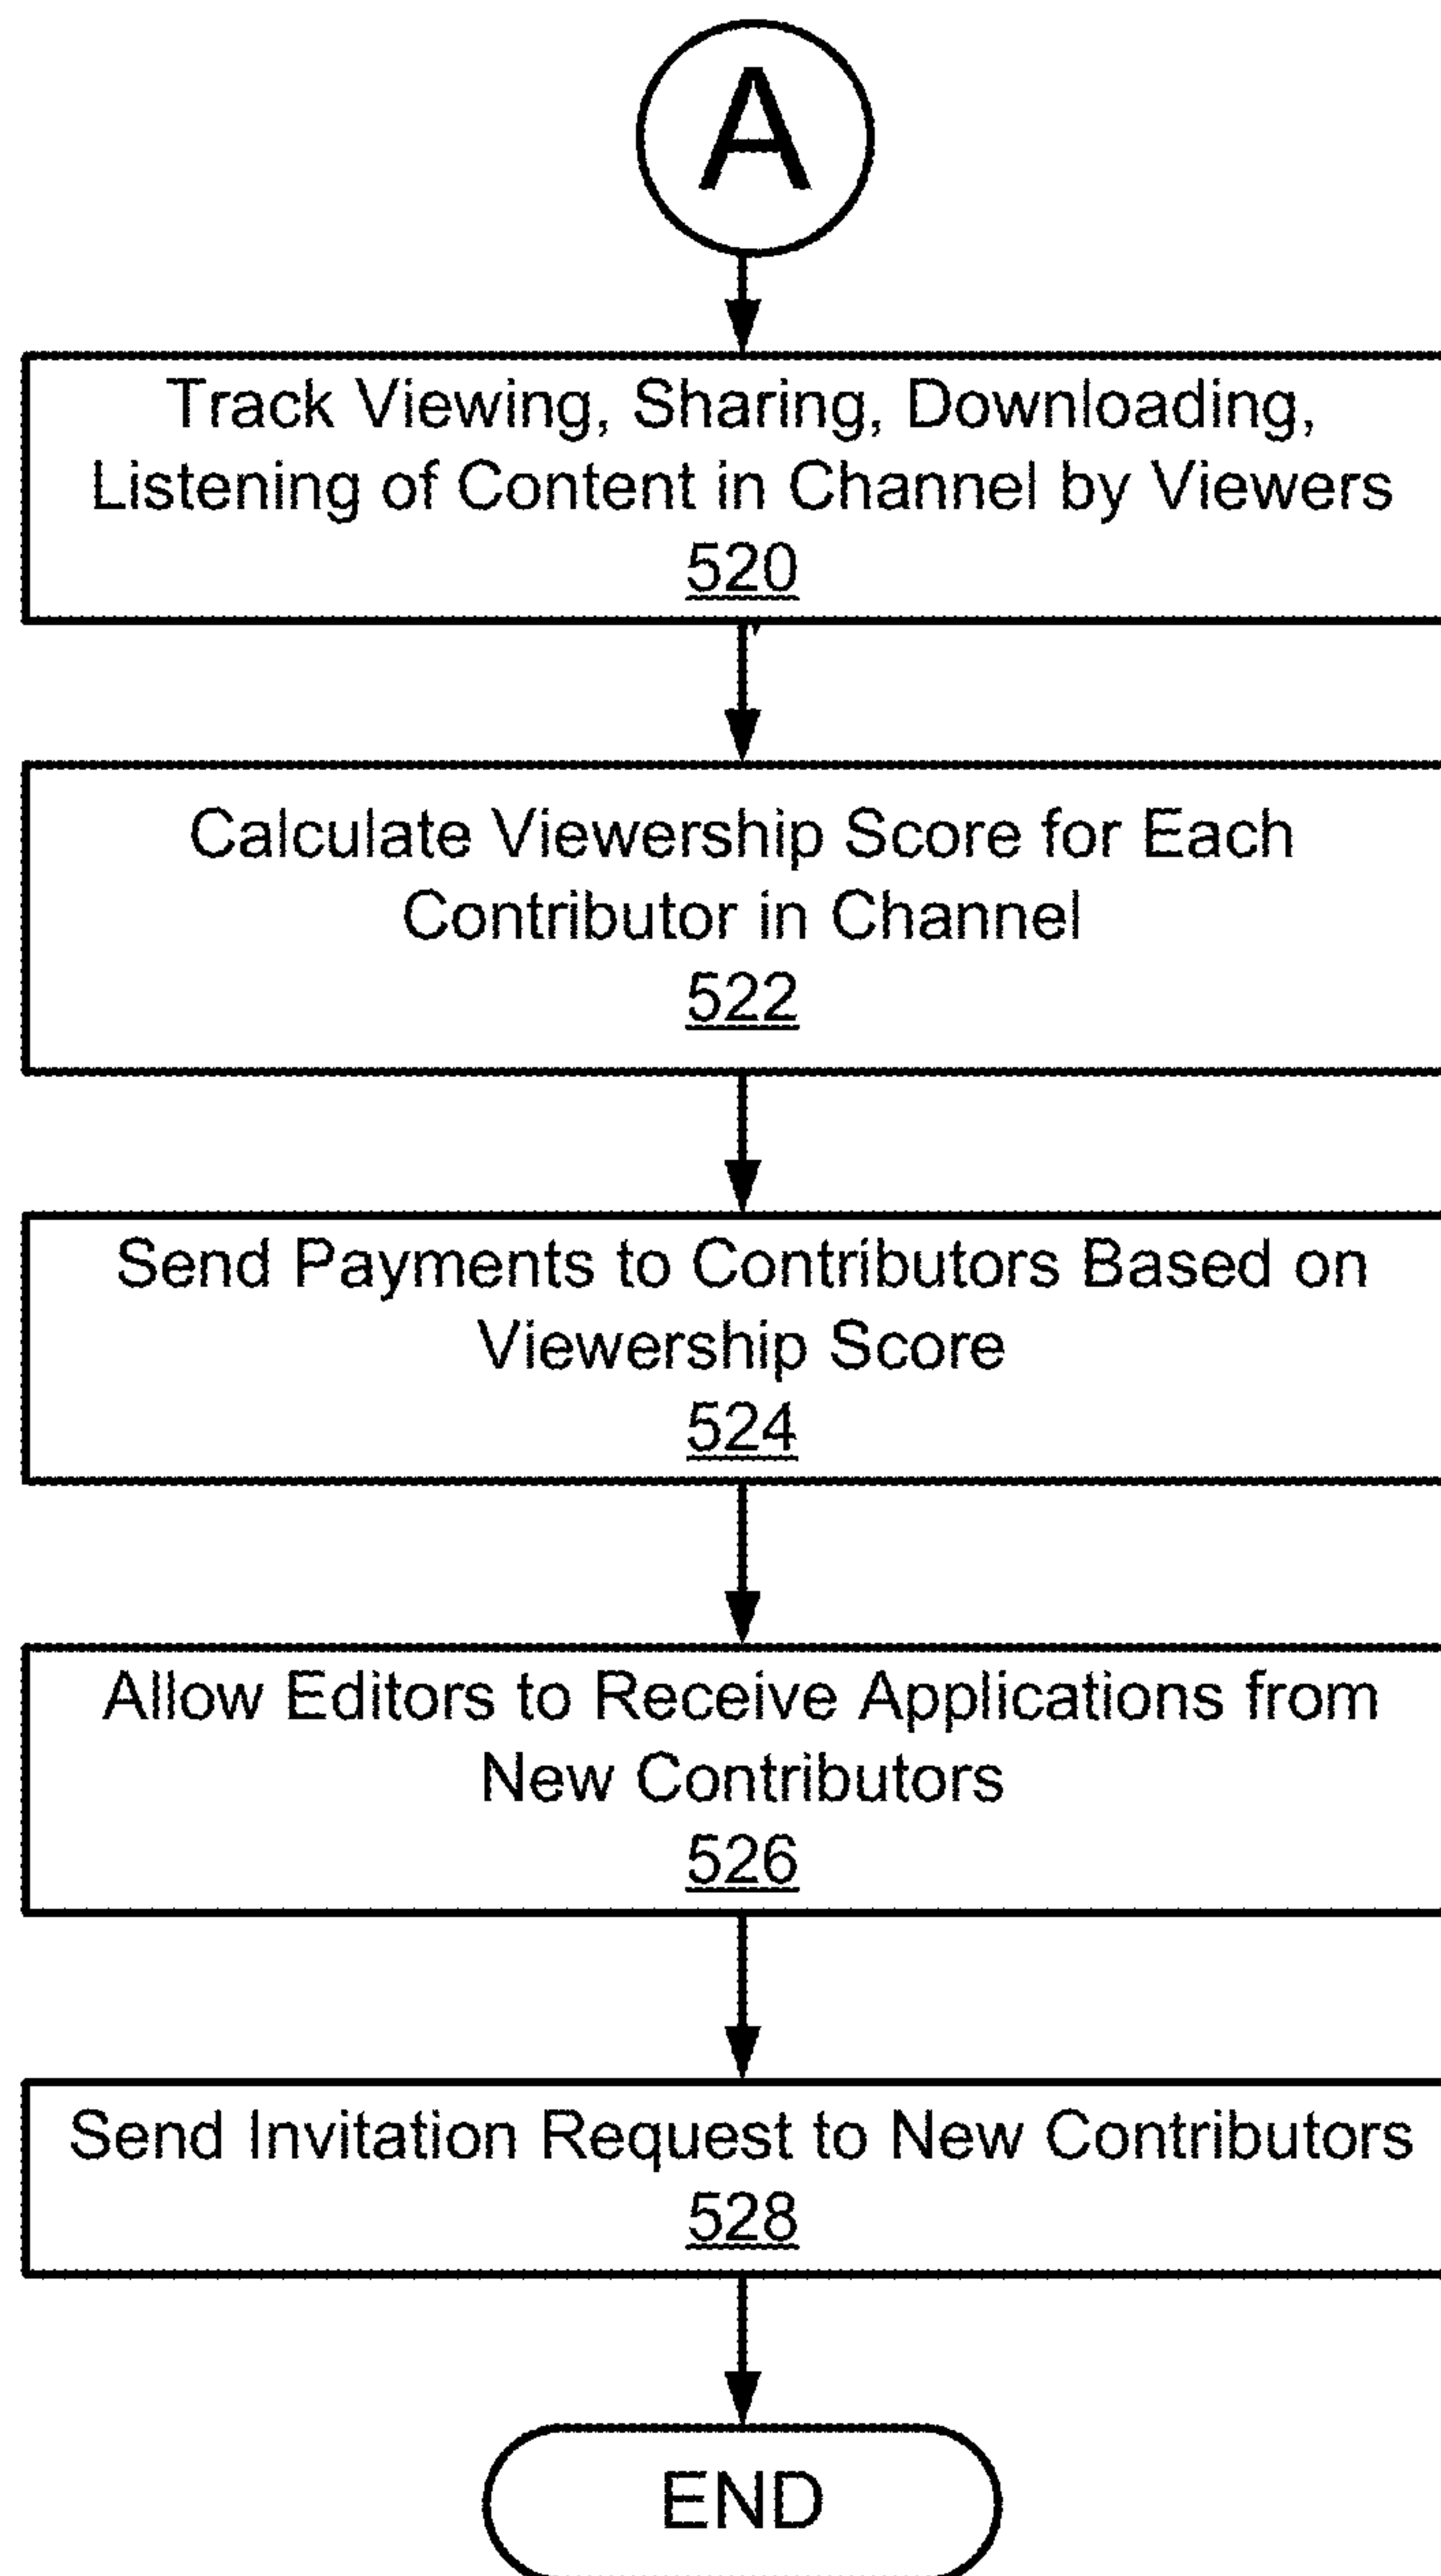 A
Track Viewing, Sharing, Downloading,
Listening of Content in Channel by Viewers
520
Calculate Viewership Score for Each
Contributor in Channel
522
Send Payments to Contributors Based on
Viewership Score
524
Allow Editors to Receive Applications from
New Contributors
526
Send Invitation Request to New Contributors
528
END